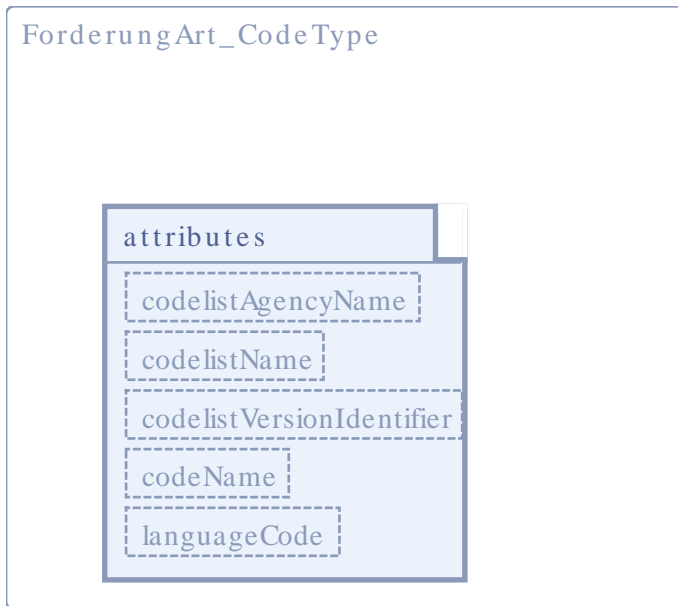 ForderungArt_CodeType
attributes
codelistAgencyName
codelistName
codelistVersionIdentifier
codeName
languageCode